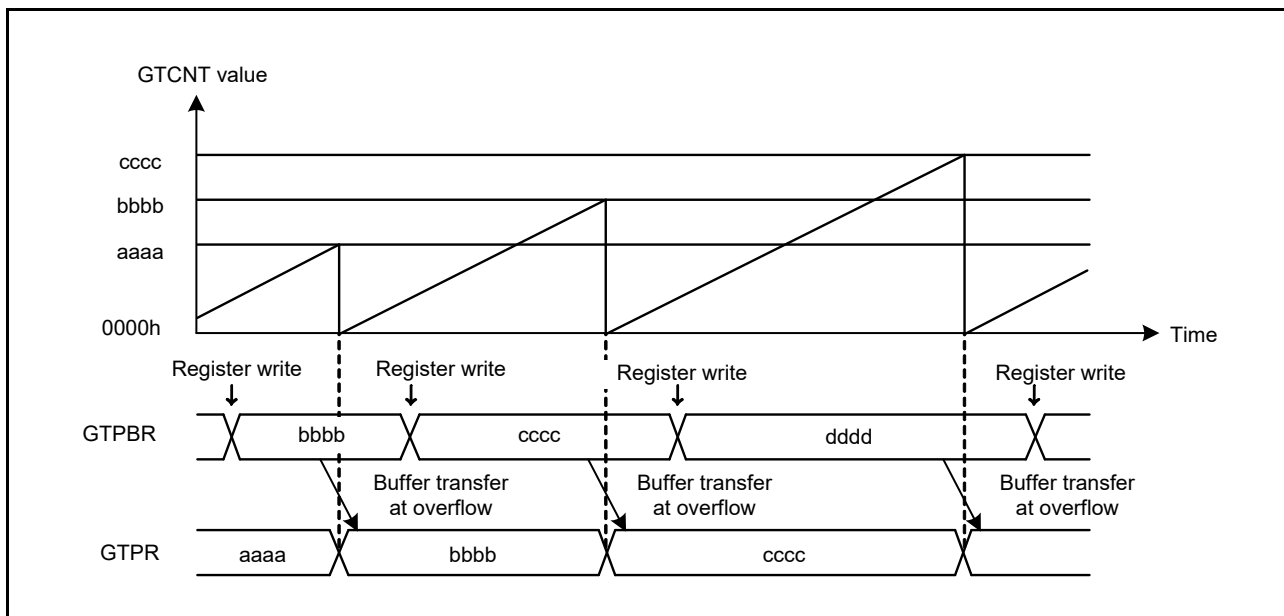 GTCNT value
cccc
bbbb
aaaa
0000h
Time
Register write
Register write
Register write
Register write
GTPBR
bbbb
cccc
dddd
Buffer transfer
at overflow
Buffer transfer
at overflow
Buffer transfer
at overflow
GTPR
aaaa
bbbb
cccc